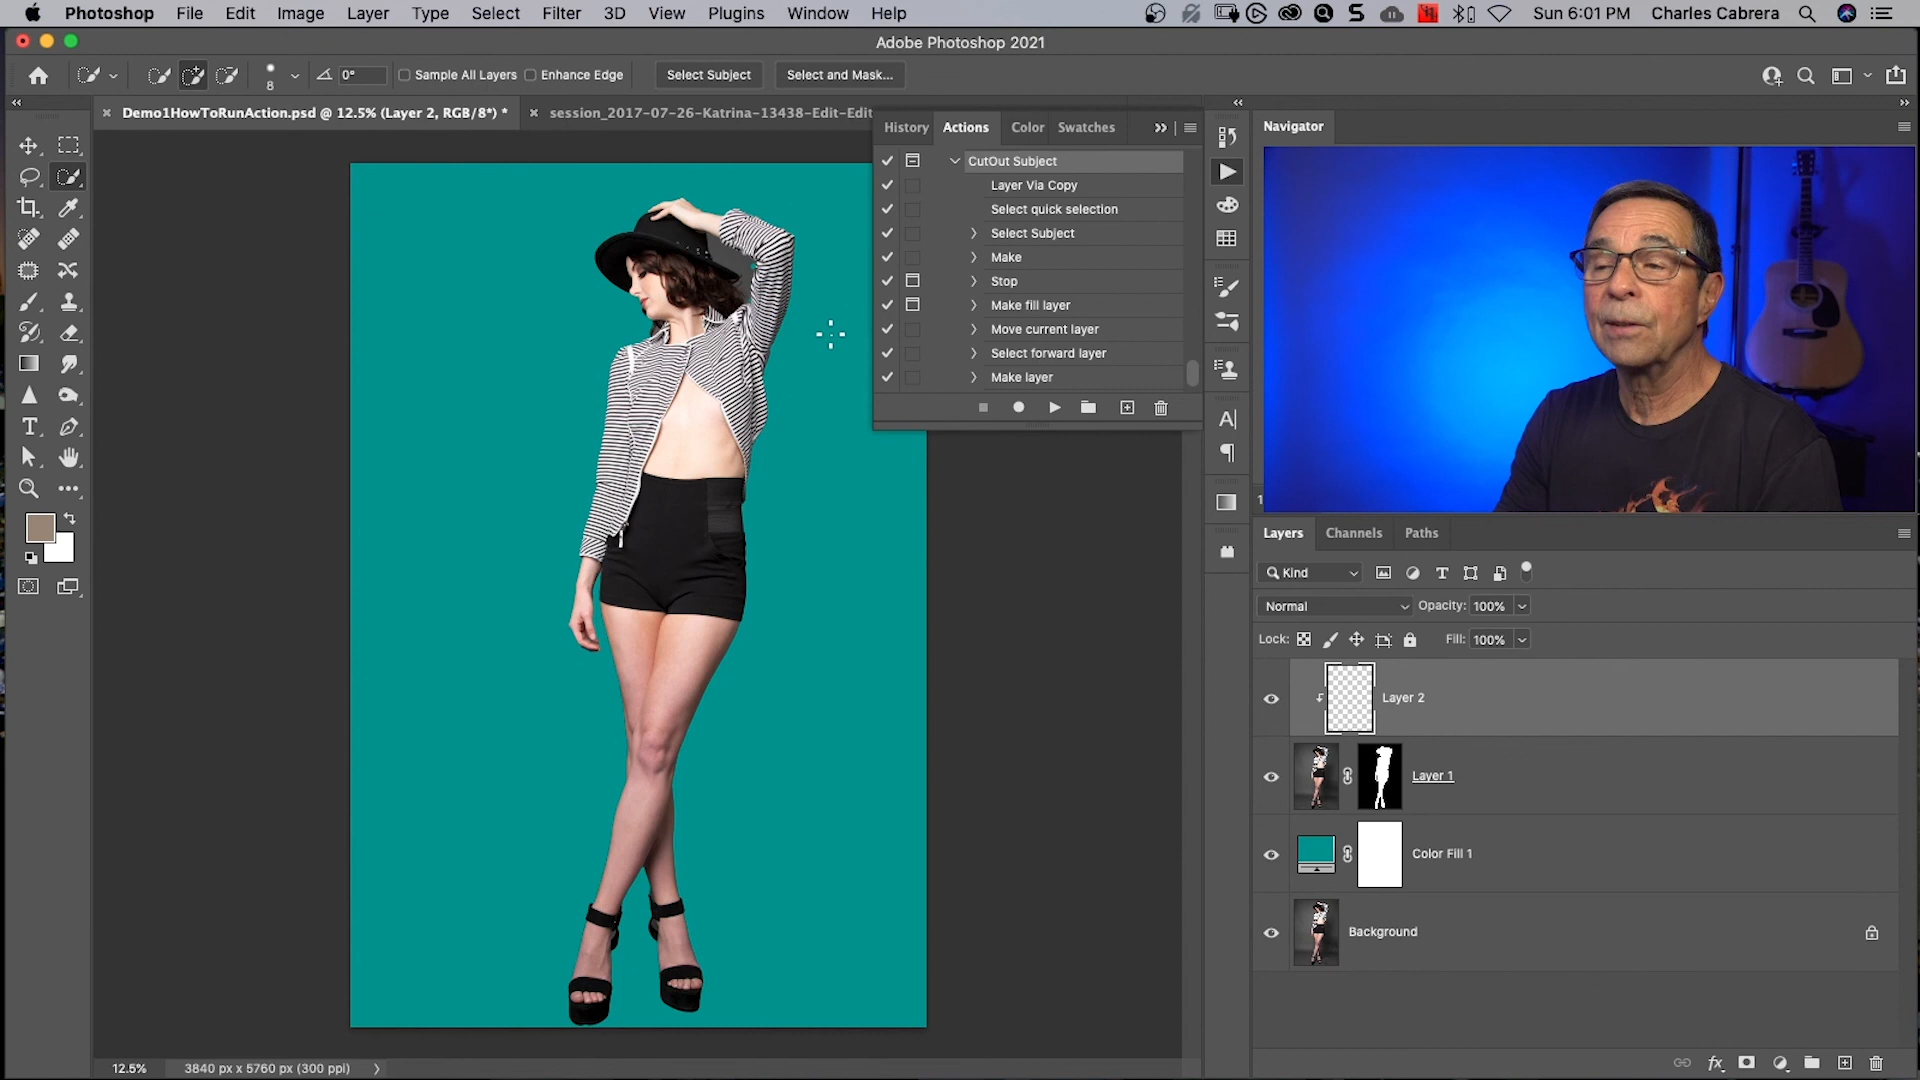 Photoshop File Edit Image Layer Type Select Filter 3D View Plugins Window Help Sun 6:01 PM Charles Cabrera
Adobe Photoshop 2021
8 0° Sample All Layers Enhance Edge Select Subject Select and Mask...
Demo1HowToRunAction.psd @ 12.5% (Layer 2, RGB/8*) * session_2017-07-26-Katrina-13438-Edit-Edit
History Actions Color Swatches
CutOut Subject
Layer Via Copy
Select quick selection
Select Subject
Make
Stop
Make fill layer
Move current layer
Select forward layer
Make layer
Navigator
Layers Channels Paths
Kind
Normal Opacity: 100%
Lock: Fill: 100%
Layer 2
Layer 1
Color Fill 1
Background
12.5% 3840 px x 5760 px (300 ppi)